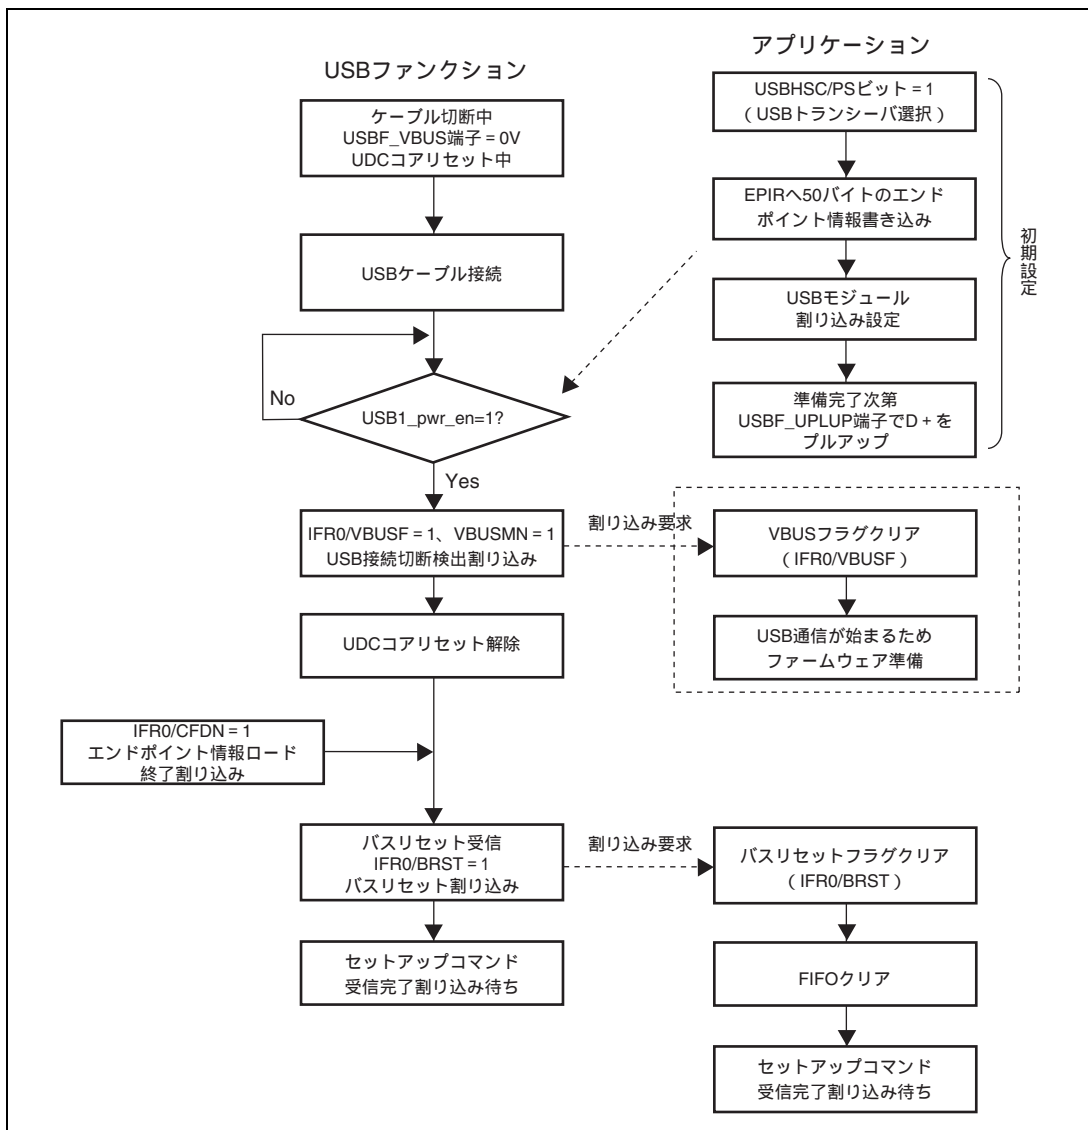 USBファンクション
ケーブル切断中
USBF_VBUS端子 = 0V
UDCコアリセット中
USBケーブル接続
No
USB1_pwr_en=1?
Yes
IFR0/VBUSF = 1、VBUSMN = 1
USB接続切断検出割り込み
UDCコアリセット解除
IFR0/CFDN = 1
エンドポイント情報ロード
終了割り込み
バスリセット受信
IFR0/BRST = 1
バスリセット割り込み
セットアップコマンド
受信完了割り込み待ち
アプリケーション
USBHSC/PSビット = 1
(USBトランシーバ選択)
EPIRへ50バイトのエンド
ポイント情報書き込み
USBモジュール
割り込み設定
準備完了次第
USBF_UPLUP端子でD + を
プルアップ
初期設定
割り込み要求
VBUSフラグクリア
(IFR0/VBUSF)
USB通信が始まるため
ファームウェア準備
割り込み要求
バスリセットフラグクリア
(IFR0/BRST)
FIFOクリア
セットアップコマンド
受信完了割り込み待ち